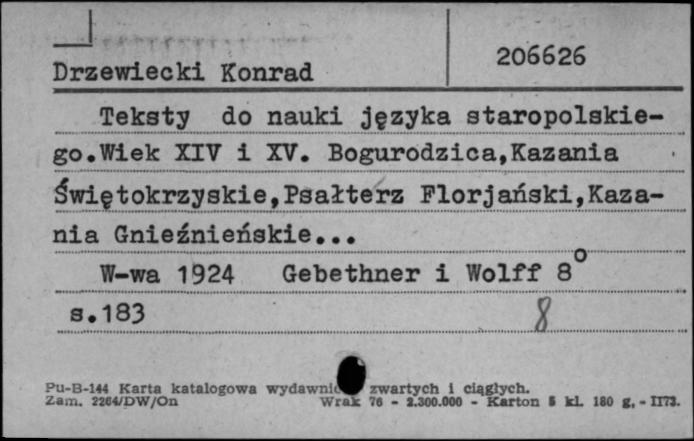 206626
Drzewiecki Konrad
Teksty do nauki języka staropolskie-
go.Wiek XIV i XV. Bogurodzica,Kazania
Świętokrzyskie,Psałterz Florjański,Kaza-
nia Gnieźnieńskie...
W-wa 1924 Gebethner i Wolff 8°
s.183
8
Pu-B-144 Karta katalogowa zwartych i ciągłych.
Zam. 2264/DW/On Wrak 76 - 2.300.000 - Karton 5 kl. 180 g. - II73.